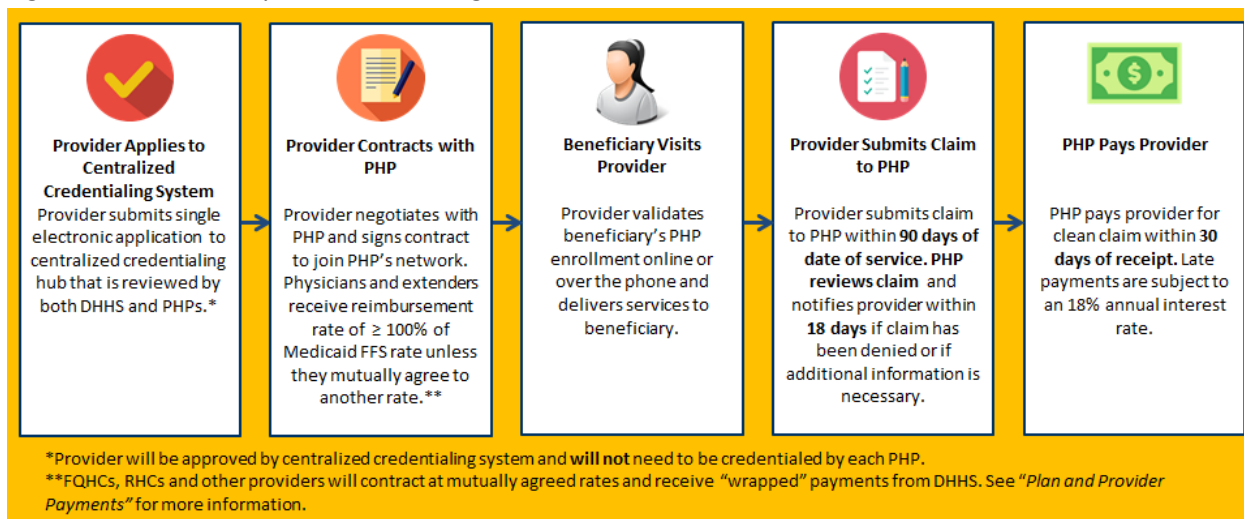 Provider Applies to
Centralized
Credentialing System
Provider submits single
electronic application to
centralized credentialing
hub that is reviewed by
both DHHS and PHPs.*
Provider Contracts with
PHP
Provider negotiates with
PHP and signs contract
to join PHP's network.
Physicians and extenders
receive reimbursement
rate of ≥ 100% of
Medicaid FFS rate unless
they mutually agree to
another rate.**
Beneficiary Visits
Provider
Provider validates
beneficiary's PHP
enrollment online or
over the phone and
delivers services to
beneficiary.
Provider Submits Claim
to PHP
Provider submits claim
to PHP within 90 days of
date of service. PHP
reviews claim and
notifies provider within
18 days if claim has
been denied or if
additional information is
necessary.
$
PHP Pays Provider
PHP pays provider for
clean claim within 30
days of receipt. Late
payments are subject to
an 18% annual interest
rate.
*Provider will be approved by centralized credentialing system and will not need to be credentialed by each PHP.
**FQHCs, RHCs and other providers will contract at mutually agreed rates and receive "wrapped" payments from DHHS. See "Plan and Provider
Payments" for more information.